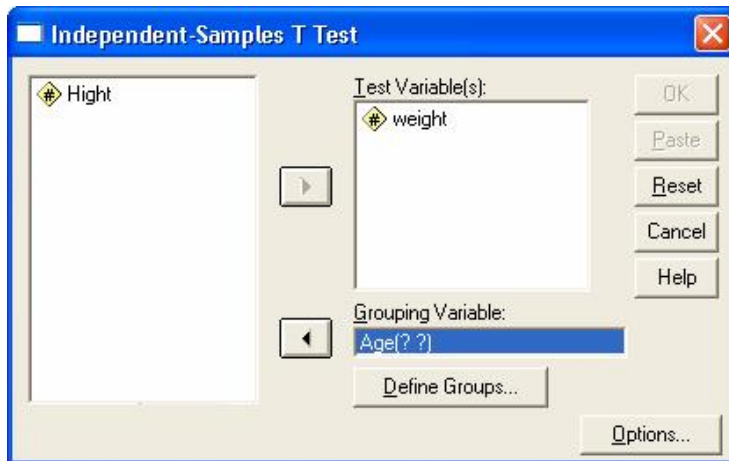 Independent-Samples T Test
Hight
Test Variable(s):
weight
OK
Paste
Reset
Cancel
Help
Grouping Variable:
Age(? ?)
Define Groups...
Options...